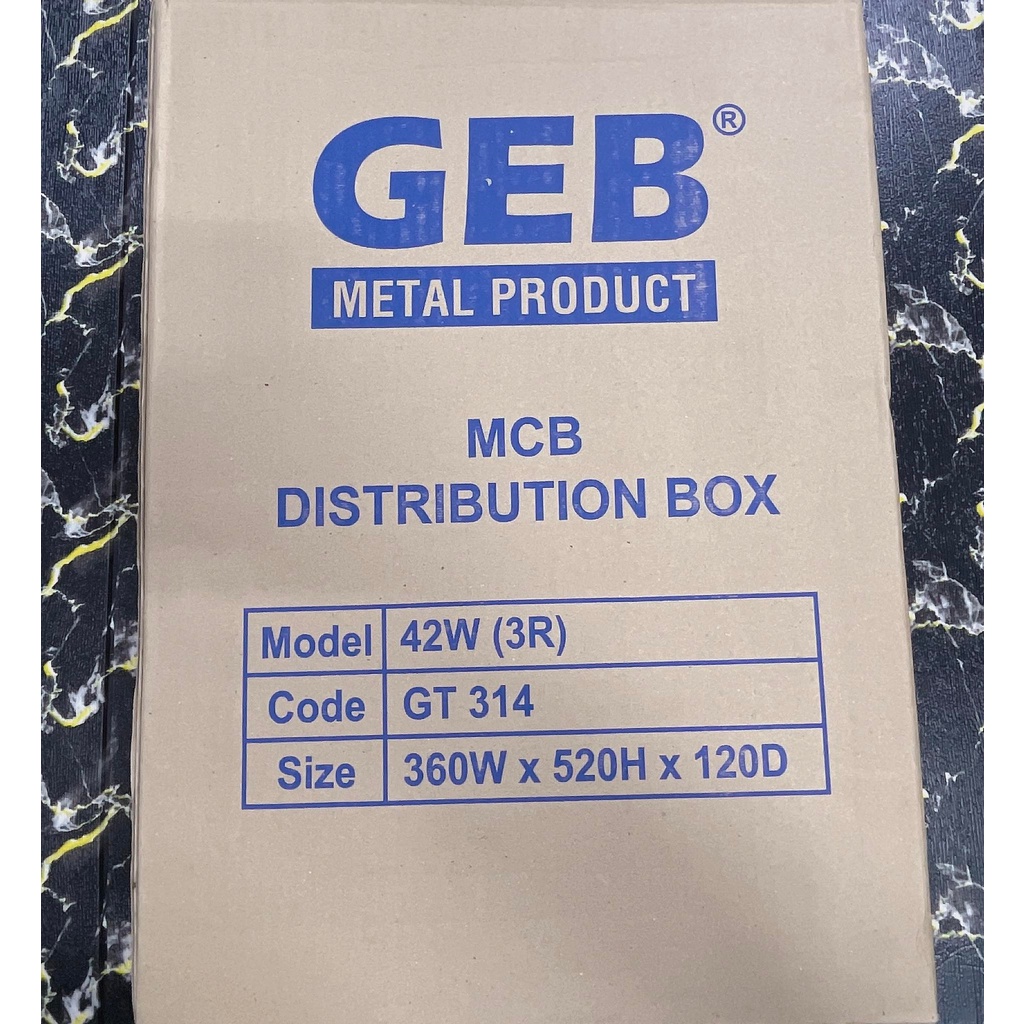 GEB®
METAL PRODUCT
MCB
DISTRIBUTION BOX
Model 42W (3R)
Code GT 314
Size 360W x 520H x 120D